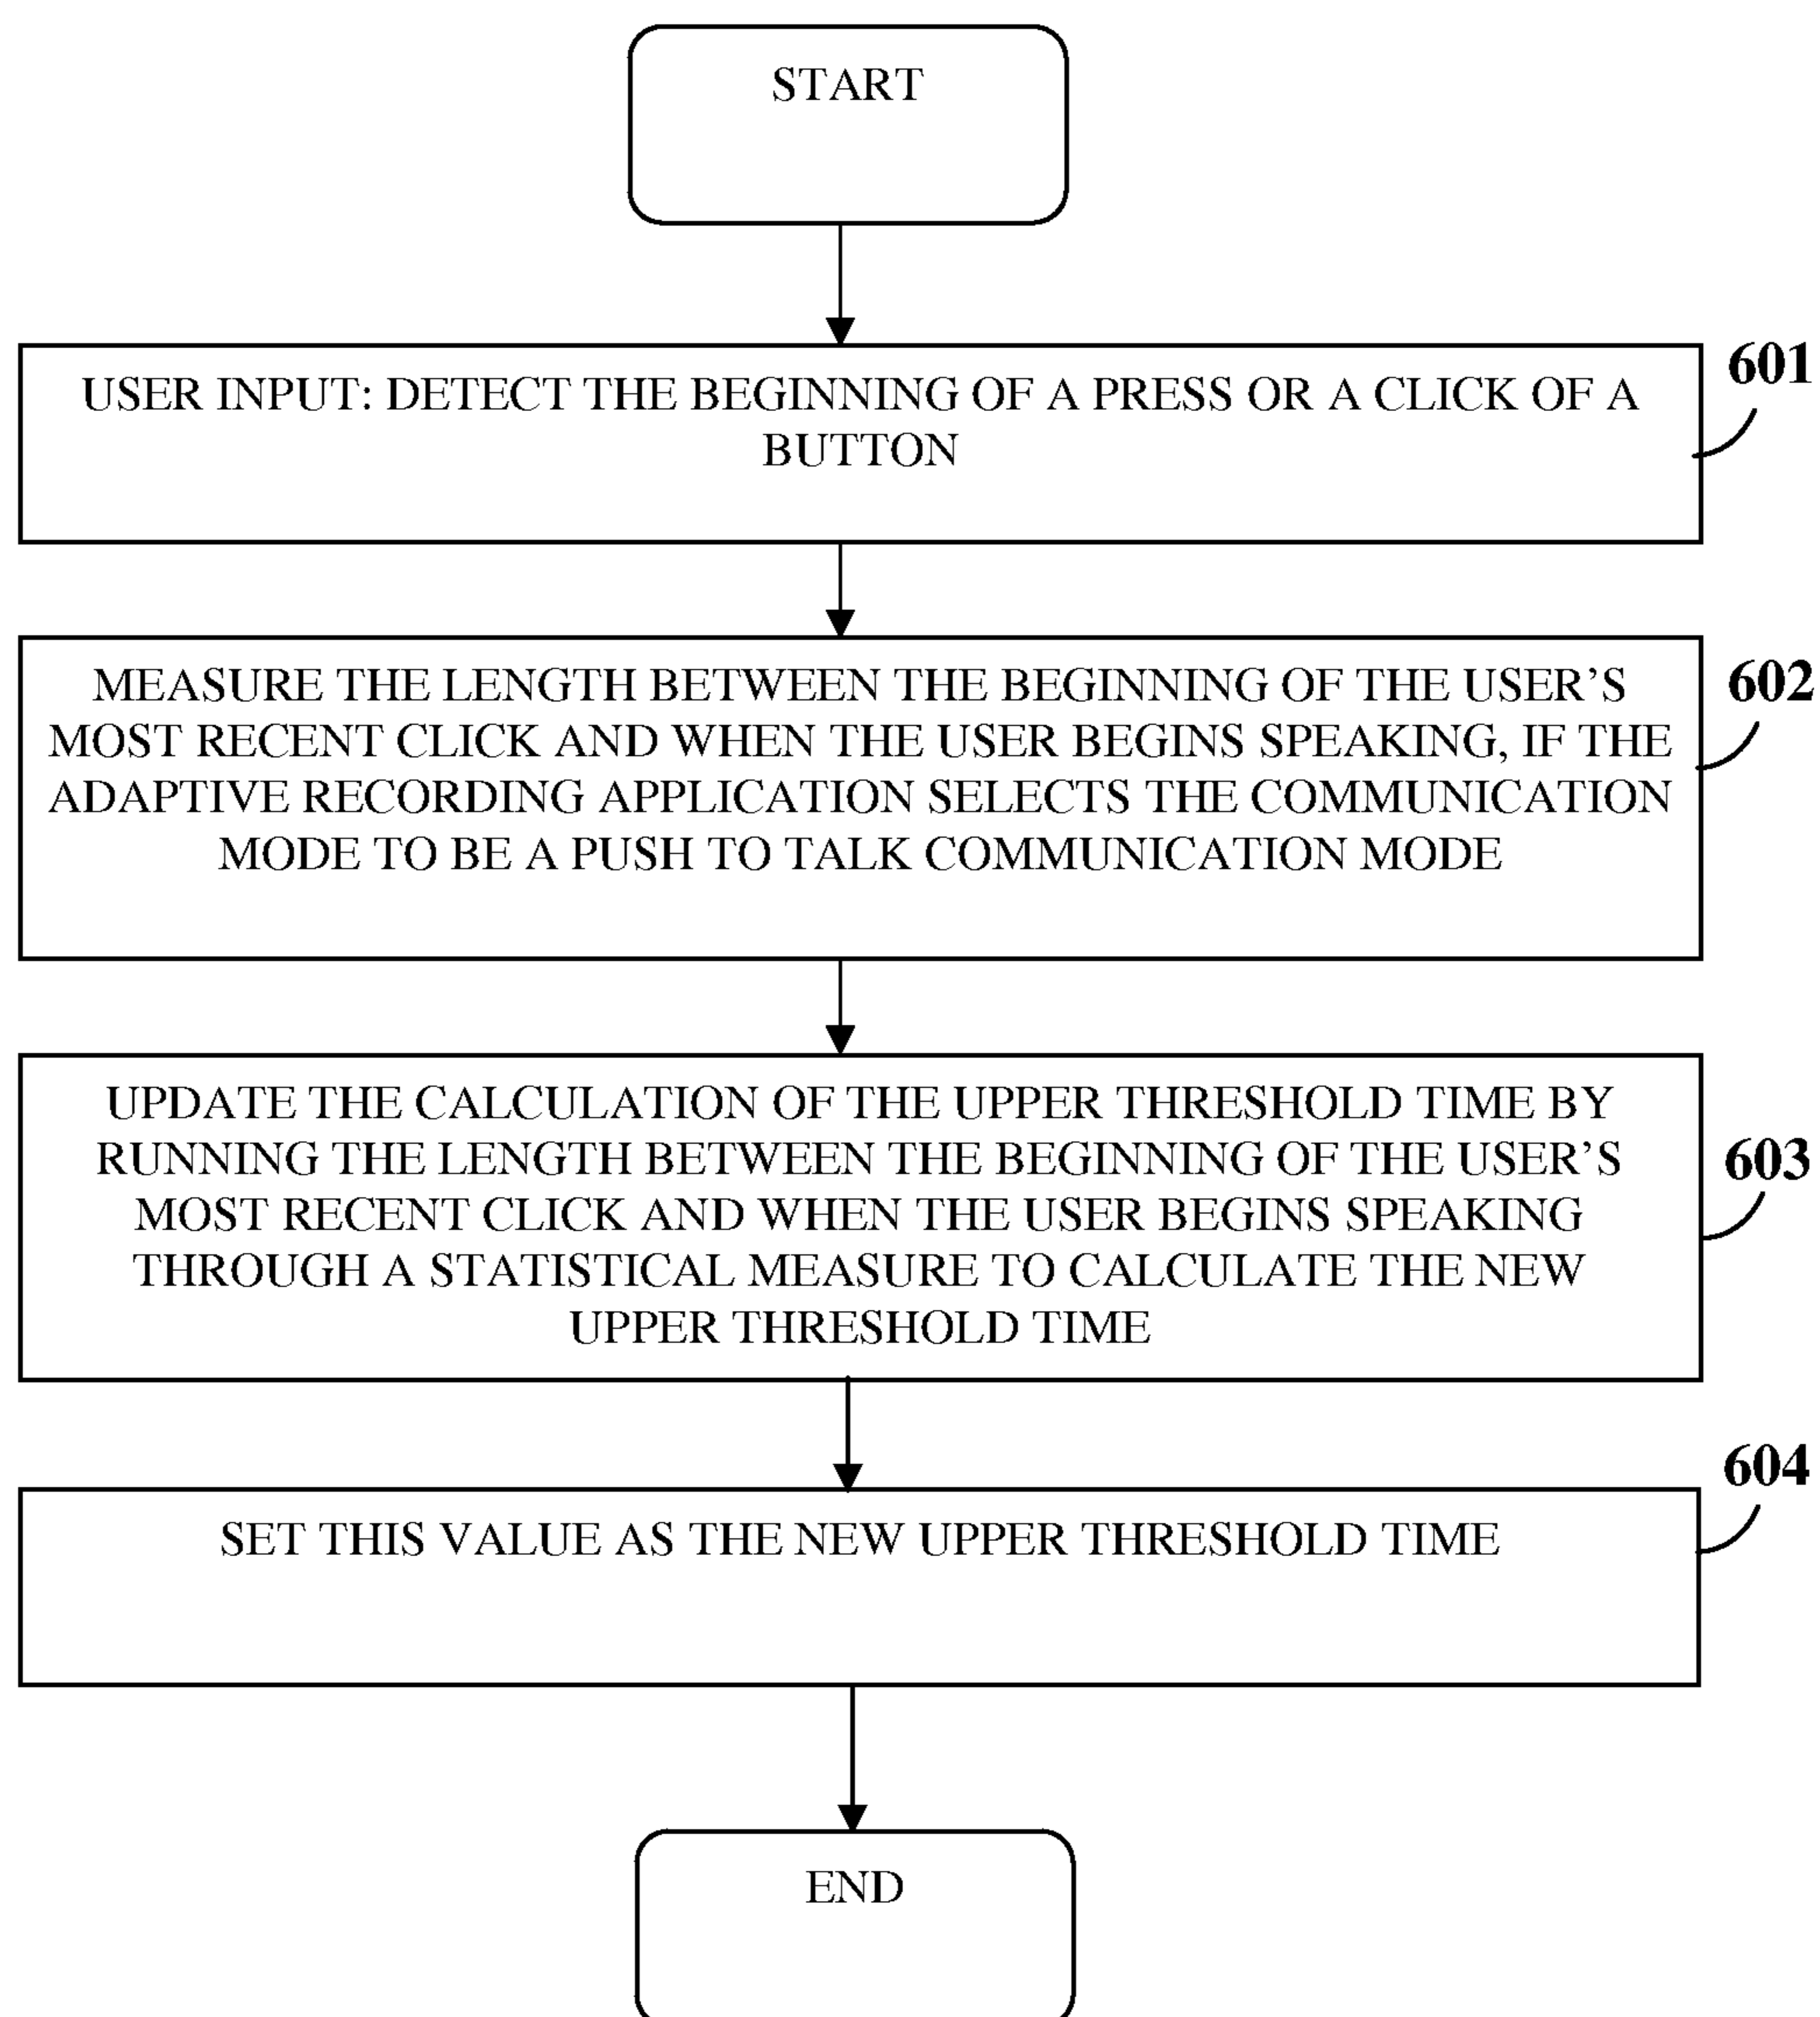 START
601
USER INPUT: DETECT THE BEGINNING OF A PRESS OR A CLICK OF A
BUTTON
602
MEASURE THE LENGTH BETWEEN THE BEGINNING OF THE USER’S
MOST RECENT CLICK AND WHEN THE USER BEGINS SPEAKING, IF THE
ADAPTIVE RECORDING APPLICATION SELECTS THE COMMUNICATION
MODE TO BE A PUSH TO TALK COMMUNICATION MODE
UPDATE THE CALCULATION OF THE UPPER THRESHOLD TIME BY
RUNNING THE LENGTH BETWEEN THE BEGINNING OF THE USER’S
603
MOST RECENT CLICK AND WHEN THE USER BEGINS SPEAKING
THROUGH A STATISTICAL MEASURE TO CALCULATE THE NEW
UPPER THRESHOLD TIME
604
SET THIS VALUE AS THE NEW UPPER THRESHOLD TIME
END